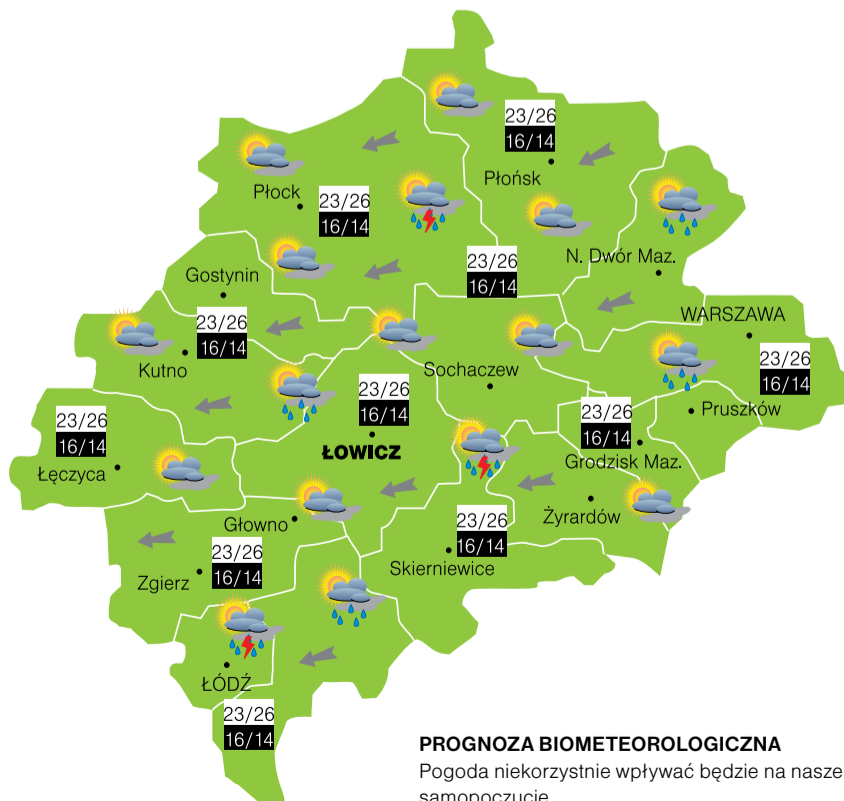 23/26
16/14
Płońsk
Płock
23/26
16/14
N. Dwór Maz.
23/26
16/14
Gostynin
WARSZAWA
23/26
16/14
Kutno
Sochaczew
23/26
16/14
Pruszków
23/26
16/14
ŁOWICZ
23/26
16/14
Grodzisk Maz.
23/26
16/14
Łęczyca
Żyrardów
Głowno
23/26
16/14
Skierniewice
23/26
16/14
Zgierz
ŁÓDŹ
23/26
16/14
PROGNOZA BIOMETEOROLOGICZNA
Pogoda niekorzystnie wpływać będzie na nasze
samopoczucie